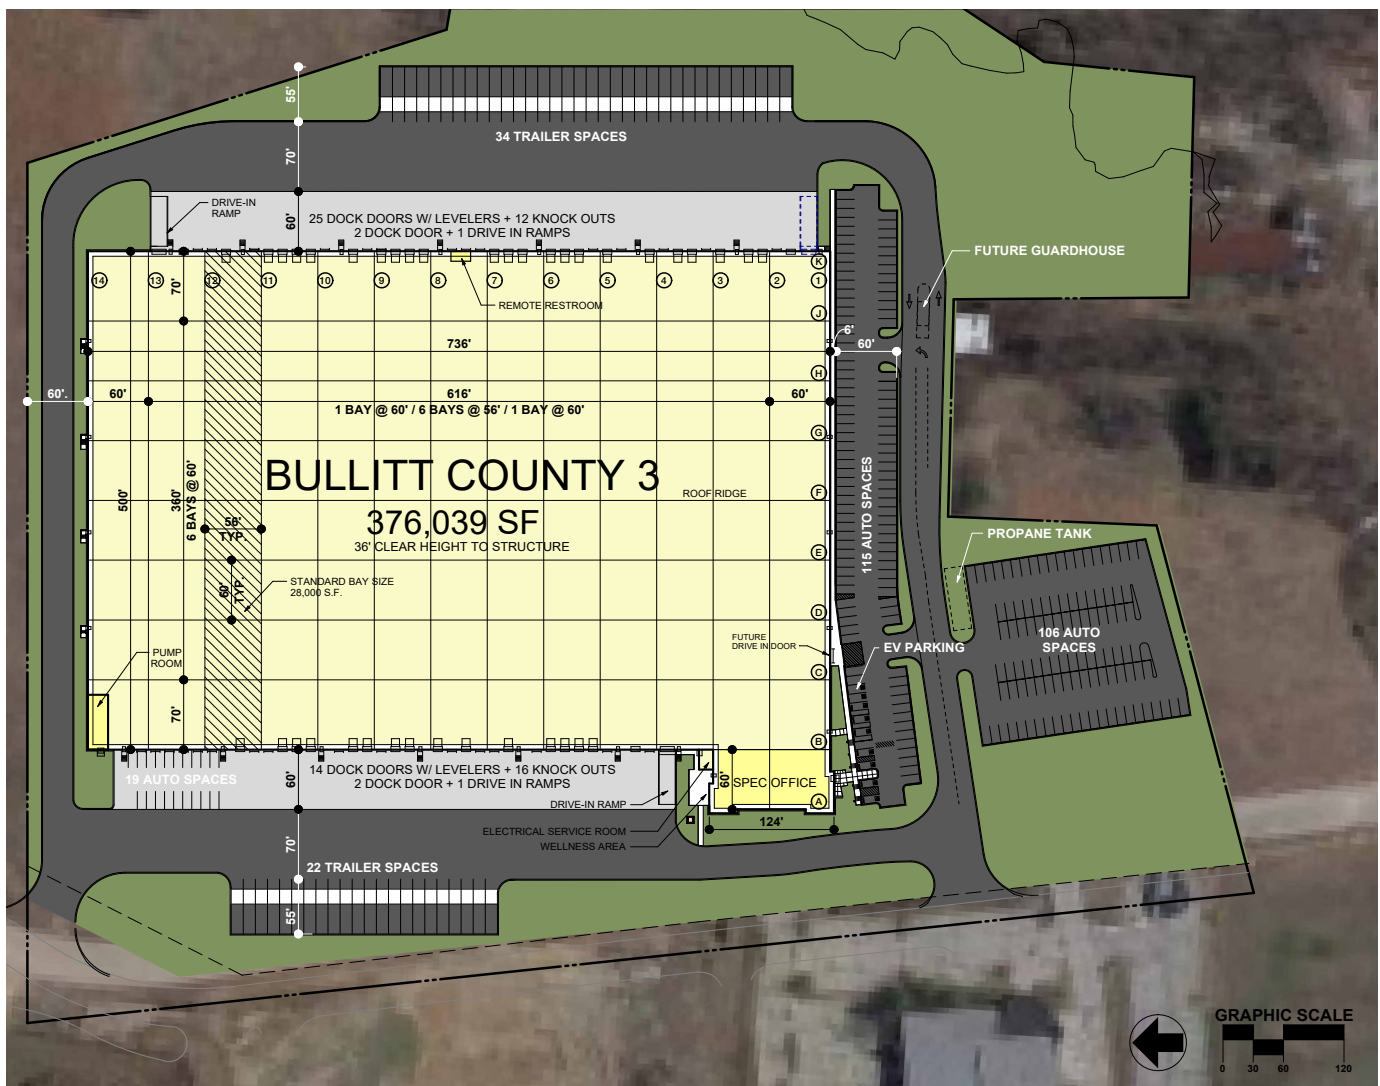 55'
34 TRAILER SPACES
70'
DRIVE-IN
RAMP
60'
25 DOCK DOORS W/ LEVELERS + 12 KNOCK OUTS
2 DOCK DOOR + 1 DRIVE IN RAMPS
FUTURE GUARDHOUSE
K
14
13
12
11
10
9
8
7
6
5
4
3
2
1
70'
REMOTE RESTROOM
J
6'
736'
60'
H
60'.
60'
616'
60'
1 BAY @ 60' / 6 BAYS @ 56' / 1 BAY @ 60'
G
BULLITT COUNTY 3
376,039 SF
36' CLEAR HEIGHT TO STRUCTURE
ROOF RIDGE
F
500'
360'
6 BAYS @ 60'
56'
TYP.
115 AUTO SPACES
PROPANE TANK
E
60'
TYP.
STANDARD BAY SIZE
28,000 S.F.
D
106 AUTO
SPACES
FUTURE
DRIVE IN DOOR
EV PARKING
PUMP
ROOM
C
70'
B
19 AUTO SPACES
60'
14 DOCK DOORS W/ LEVELERS + 16 KNOCK OUTS
2 DOCK DOOR + 1 DRIVE IN RAMPS
60'
SPEC OFFICE
DRIVE-IN RAMP
A
124'
ELECTRICAL SERVICE ROOM
WELLNESS AREA
70'
22 TRAILER SPACES
55'
GRAPHIC SCALE
0 30 60 120